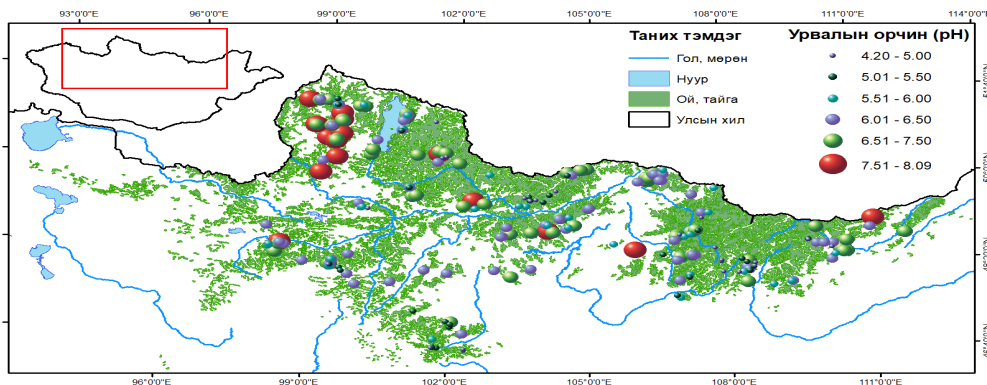 93°0'0"E 96°0'0"E 99°0'0"E 102°0'0"E 105°0'0"E 108°0'0"E 111°0'0"E 114°0'0"E
Таних тэмдэг
Гол, мөрөн
Нуур
Ой, тайга
Улсын хил
Урвалын орчин (pH)
4.20 - 5.00
5.01 - 5.50
5.51 - 6.00
6.01 - 6.50
6.51 - 7.50
7.51 - 8.09
96°0'0"E 99°0'0"E 102°0'0"E 105°0'0"E 108°0'0"E 111°0'0"E